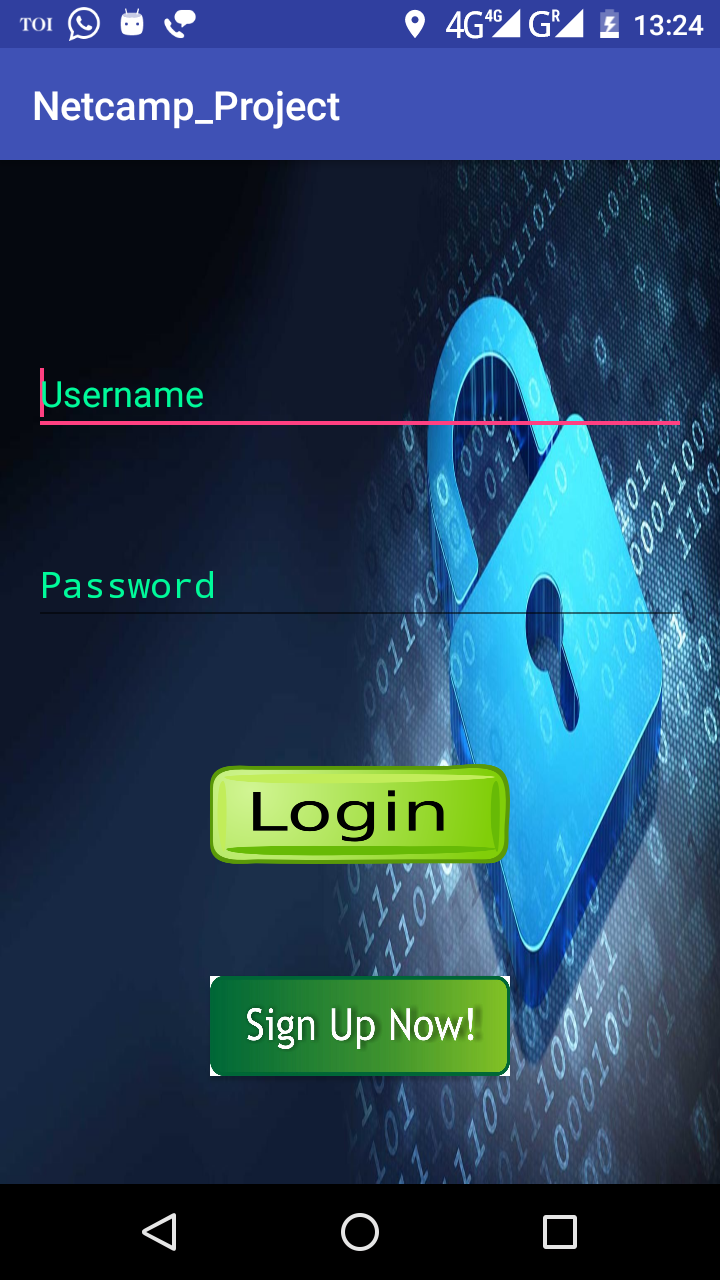 TOI 4G 4G G R 13:24
Netcamp_Project
Username
Password
Login
Sign Up Now!